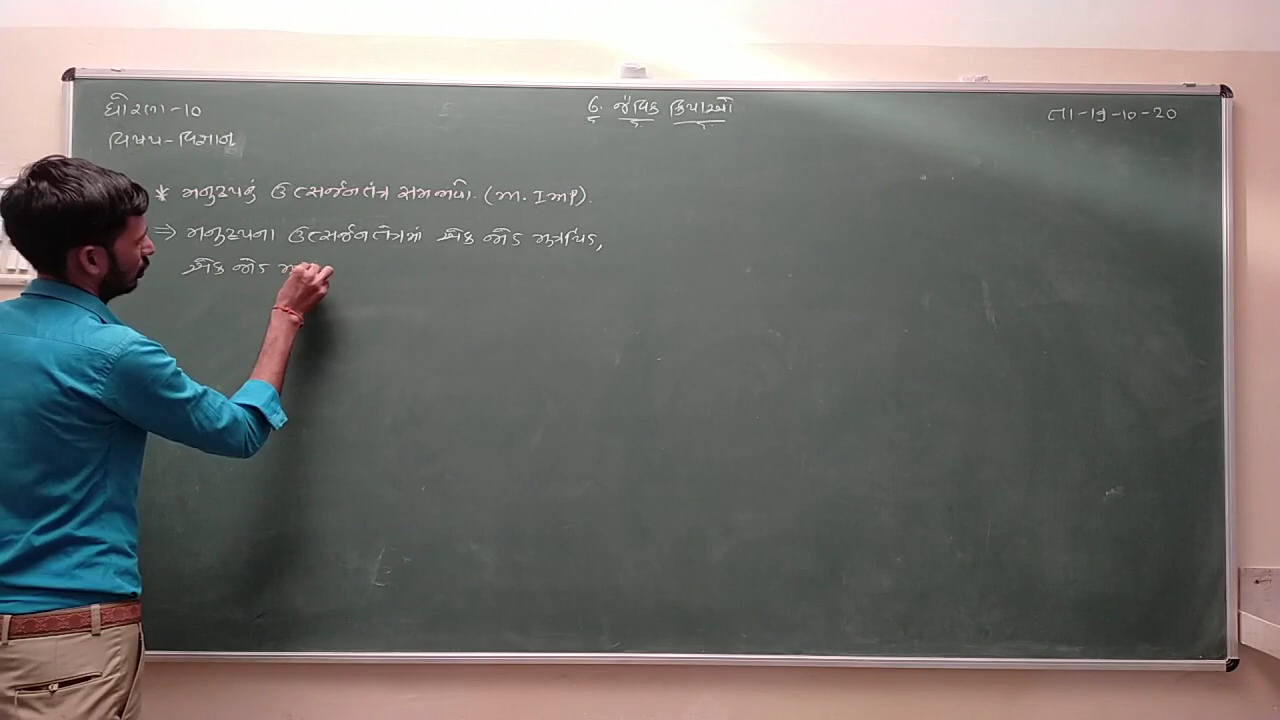 ધોરણ-10
વિષય-વિજ્ઞાન
6. જૈવિક ક્રિયાઓ
તા-19-10-20
* મનુષ્યનું ઉત્સર્જનતંત્ર સમજાવો. (M. IMP).
⇒ મનુષ્યના ઉત્સર્જનતંત્રમાં એક જોડ મૂત્રપિંડ,
એક જોડ